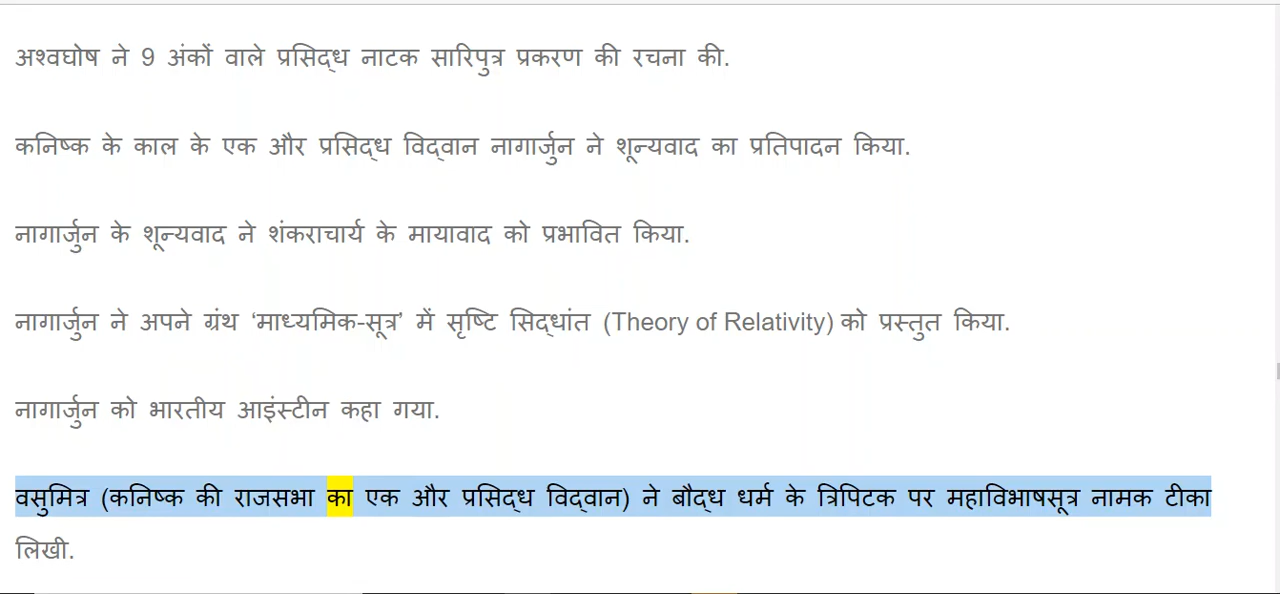 अश्वघोष ने 9 अंकों वाले प्रसिद्ध नाटक सारिपुत्र प्रकरण की रचना की.
कनिष्क के काल के एक और प्रसिद्ध विद्वान नागार्जुन ने शून्यवाद का प्रतिपादन किया.
नागार्जुन के शून्यवाद ने शंकराचार्य के मायावाद को प्रभावित किया.
नागार्जुन ने अपने ग्रंथ ‘माध्यमिक-सूत्र’ में सृष्टि सिद्धांत (Theory of Relativity) को प्रस्तुत किया.
नागार्जुन को भारतीय आइंस्टीन कहा गया.
वसुमित्र (कनिष्क की राजसभा का एक और प्रसिद्ध विद्वान) ने बौद्ध धर्म के त्रिपिटक पर महाविभाषसूत्र नामक टीका
लिखी.